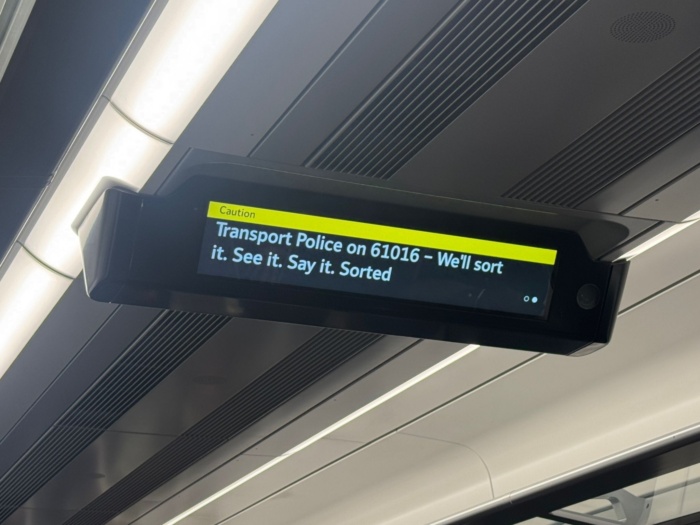 Caution
Transport Police on 61016 – We'll sort
it. See it. Say it. Sorted